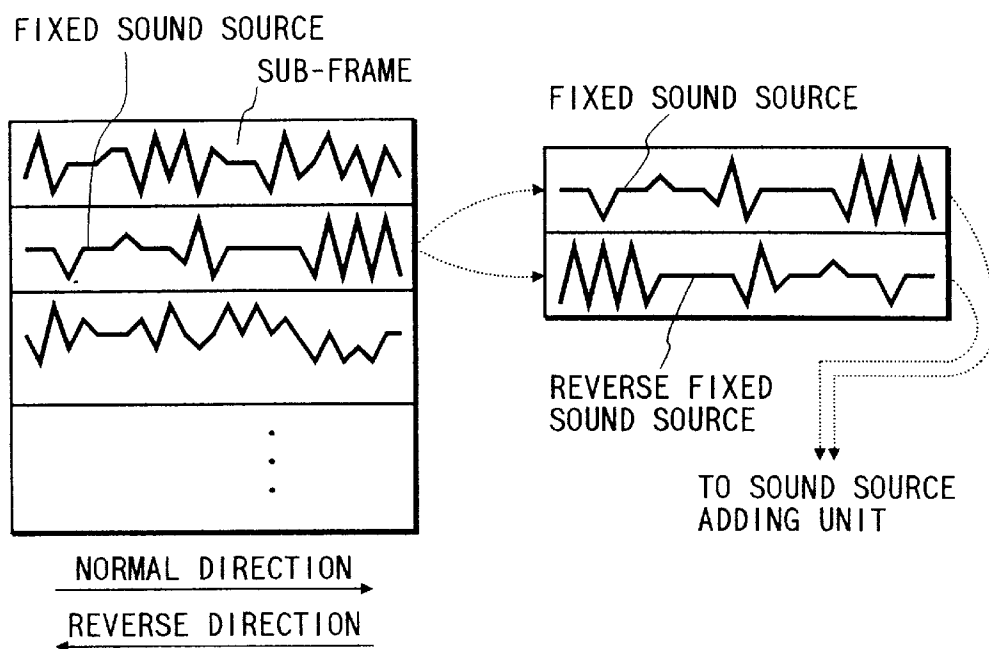 FIXED SOUND SOURCE
SUB-FRAME
FIXED SOUND SOURCE
REVERSE FIXED
SOUND SOURCE
TO SOUND SOURCE
ADDING UNIT
NORMAL DIRECTION
REVERSE DIRECTION